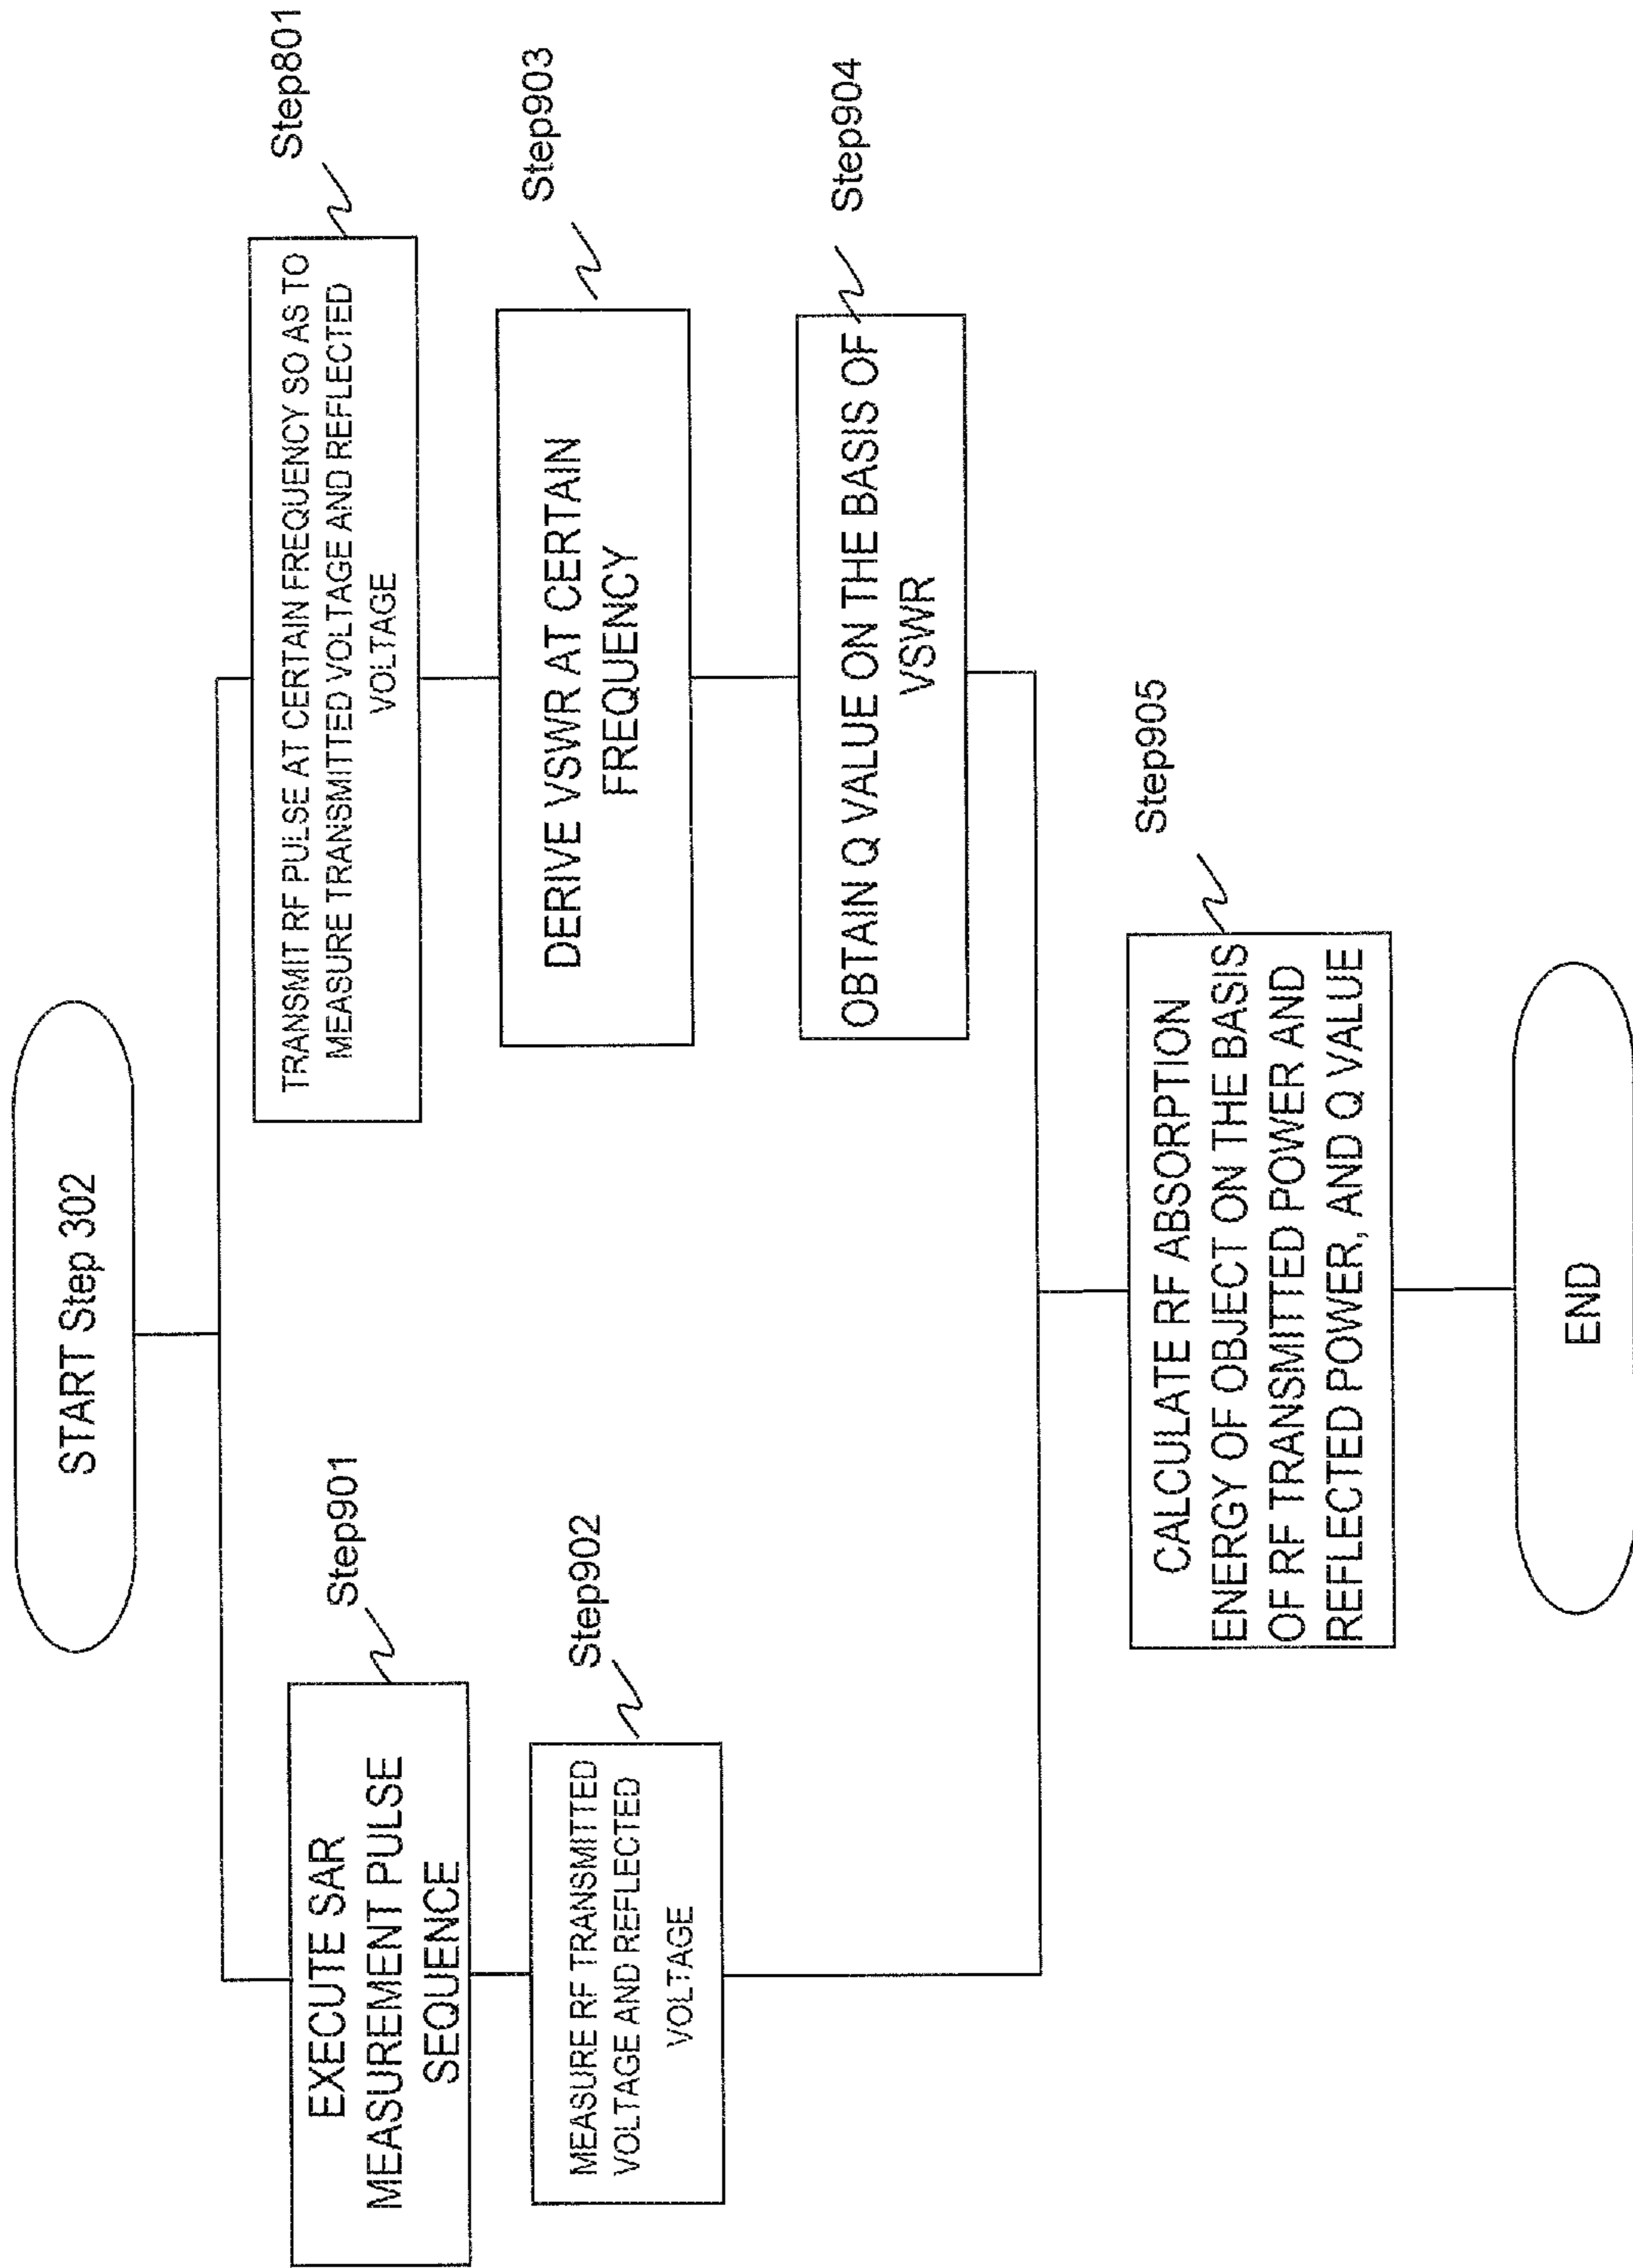 START Step 302
EXECUTE SAR
MEASUREMENT PULSE
SEQUENCE
Step901
MEASURE RF TRANSMITTED
VOLTAGE AND REFLECTED
VOLTAGE
Step902
TRANSMIT RF PULSE AT CERTAIN FREQUENCY SO AS TO
MEASURE TRANSMITTED VOLTAGE AND REFLECTED
VOLTAGE
Step801
DERIVE VSWR AT CERTAIN
FREQUENCY
Step903
OBTAIN Q VALUE ON THE BASIS OF
VSWR
Step904
CALCULATE RF ABSORPTION
ENERGY OF OBJECT ON THE BASIS
OF RF TRANSMITTED POWER AND
REFLECTED POWER, AND Q VALUE
Step905
END